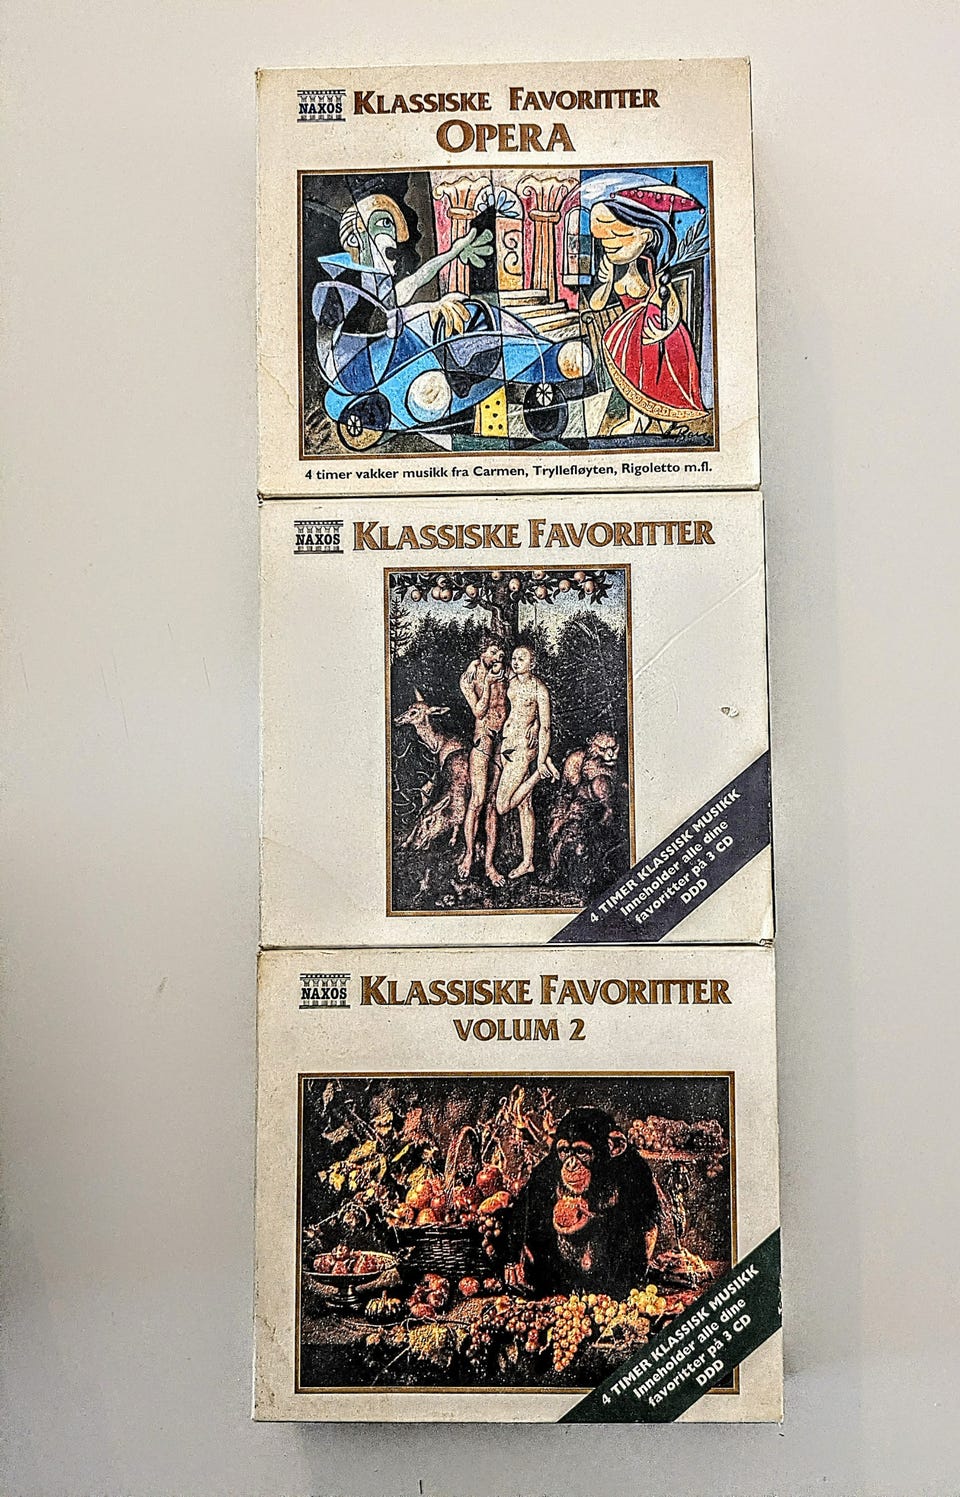 NAXOS
KLASSISKE FAVORITTER
OPERA
4 timer vakker musikk fra Carmen, Tryllefløyten, Rigoletto m.fl.
NAXOS
KLASSISKE FAVORITTER
4 TIMER KLASSISK MUSIKK
Inneholder alle dine
favoritter på 3 CD
DDD
NAXOS
KLASSISKE FAVORITTER
VOLUM 2
4 TIMER KLASSISK MUSIKK
Inneholder alle dine
favoritter på 3 CD
DDD